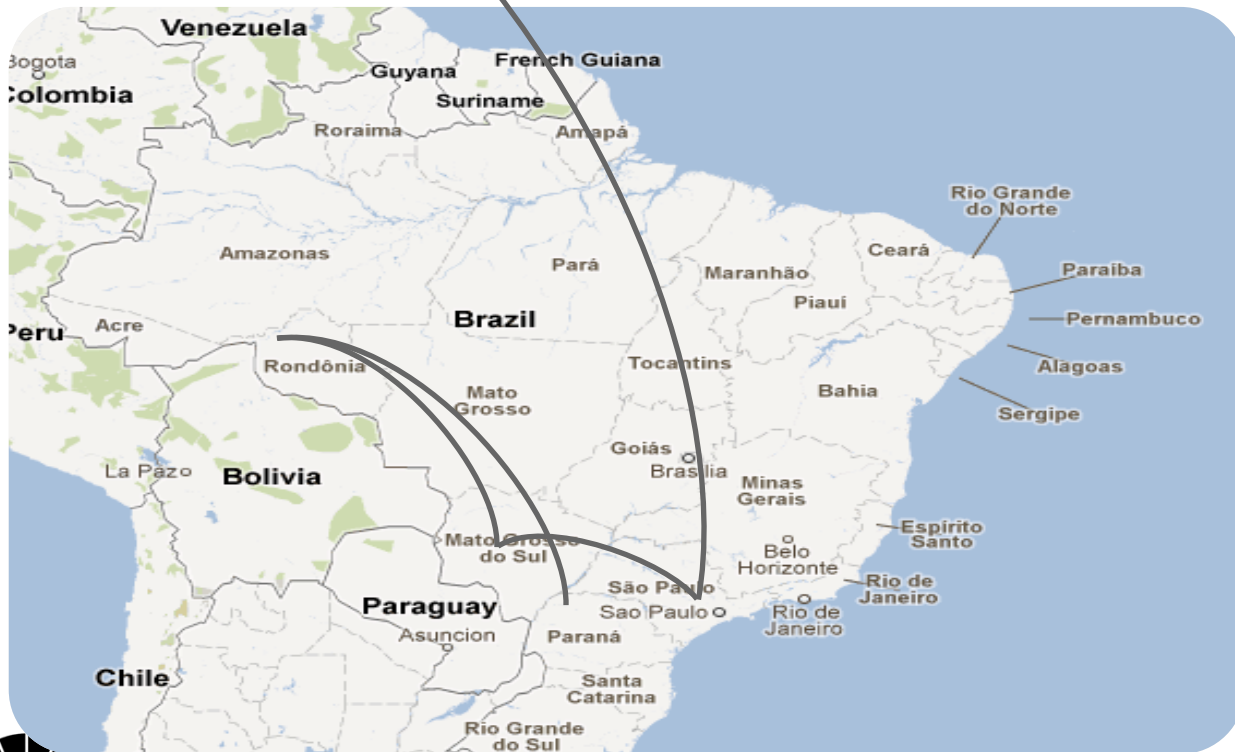 Venezuela
French Guiana
Bogota
Guyana
Colombia
Suriname
Roraima
Amapá
Rio Grande
do Norte
Amazonas
Pará
Maranhão
Ceará
Paraíba
Piauí
Peru
Acre
Brazil
Pernambuco
Rondônia
Tocantins
Alagoas
Mato
Grosso
Bahia
Sergipe
Goiás
Brasília
La Paz
Bolivia
Minas
Gerais
Mato Grosso
do Sul
Espírito
Santo
Belo
Horizonte
São Paulo
Rio de
Janeiro
Paraguay
Sao Paulo
Rio de
Janeiro
Asuncion
Paraná
Chile
Santa
Catarina
Rio Grande
do Sul